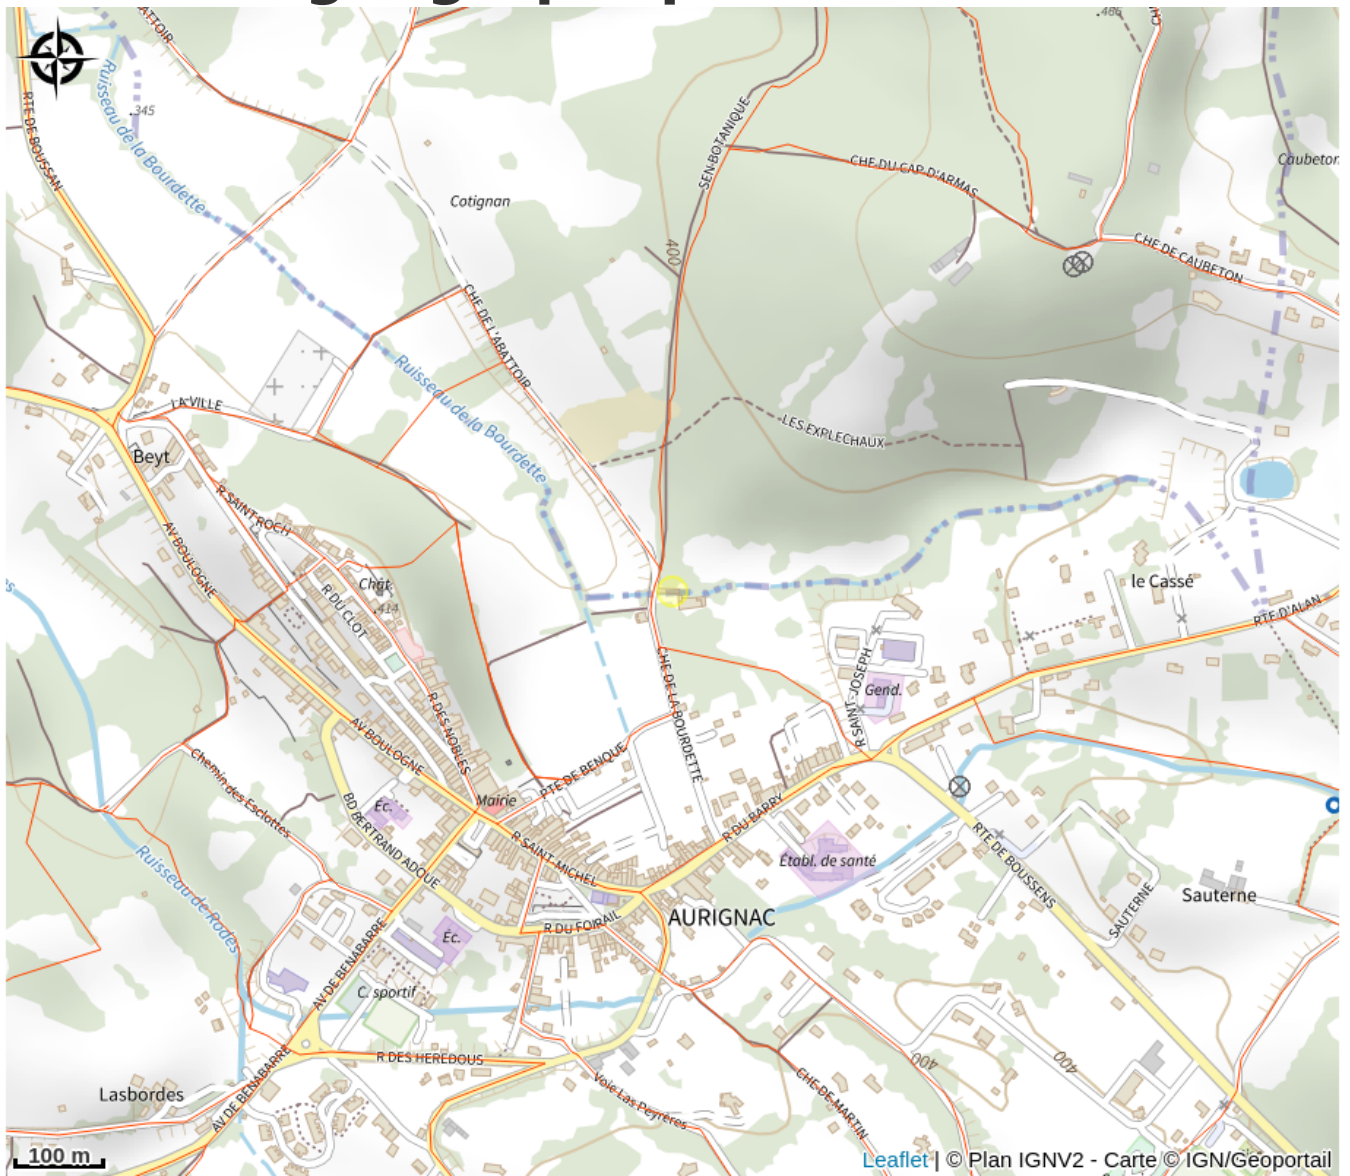 ATTOIR
.486
CH
.345
RTE DE BOUSSAN
Ruisseau de la Bourdette
SEN BOTANIQUE
CHE DU CAP D'ARMAS
Caubeton
Cotignan
400
CHE DE CAUBETON
CHE DE L'ABATTOIR
Ruisseau de la Bourdette
LA VILLE
LES EXPLECHAUX
Beyt
R SAINT-ROCH
AV BOULOGNE
Chât.
.414
R DU CLOT
le Cassé
RTE D'ALAN
R SAINT-JOSEPH
Gend.
CHE DE LA BOURDETTE
R DES NOBLES
AV BOULOGNE
Chemin des Esclottes
PTE DE BENQUE
Mairie
Éc.
BD BERTRAND ADOUE
R SAINT-MICHEL
R DU BARRY
Établ. de santé
RTE DE BOUSSENS
Ruisseau de Rodes
Sauterne
SAUTERNE
AURIGNAC
R DU FOIRAIL
Éc.
AV DE BENABARRE
C. sportif
R DES HEREDOUS
400
400
Voie Las Peyrères
CHE DE MARTIN
Lasbordes
AV DE BENABARRE
100 m
Leaflet | © Plan IGNV2 - Carte © IGN/Geoportail